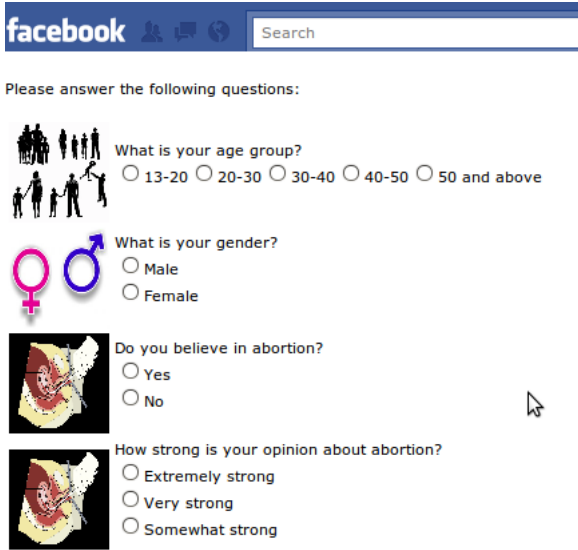 facebook Search
Please answer the following questions:
What is your age group?
13-20 20-30 30-40 40-50 50 and above
What is your gender?
Male
Female
Do you believe in abortion?
Yes
No
How strong is your opinion about abortion?
Extremely strong
Very strong
Somewhat strong